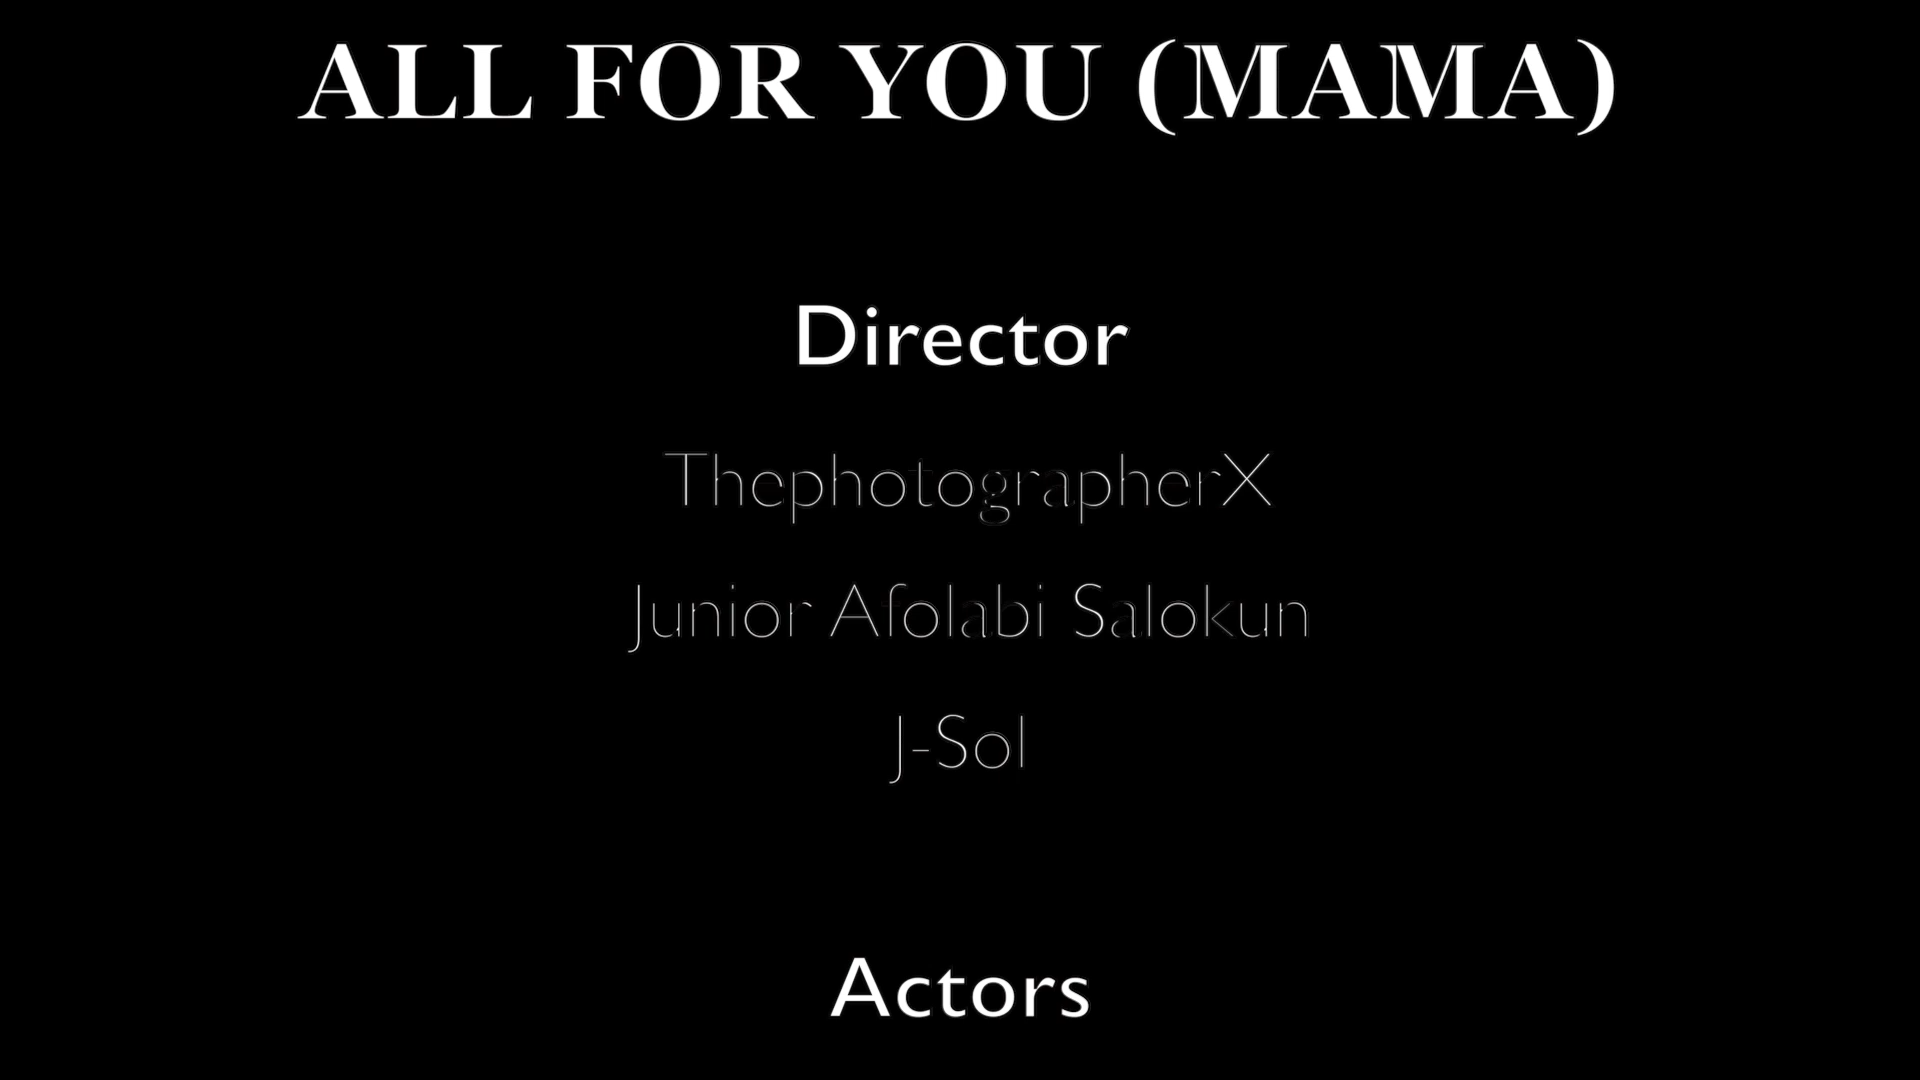 ALL FOR YOU (MAMA)
Director
ThephotographerX
Junior Afolabi Salokun
J-Sol
Actors